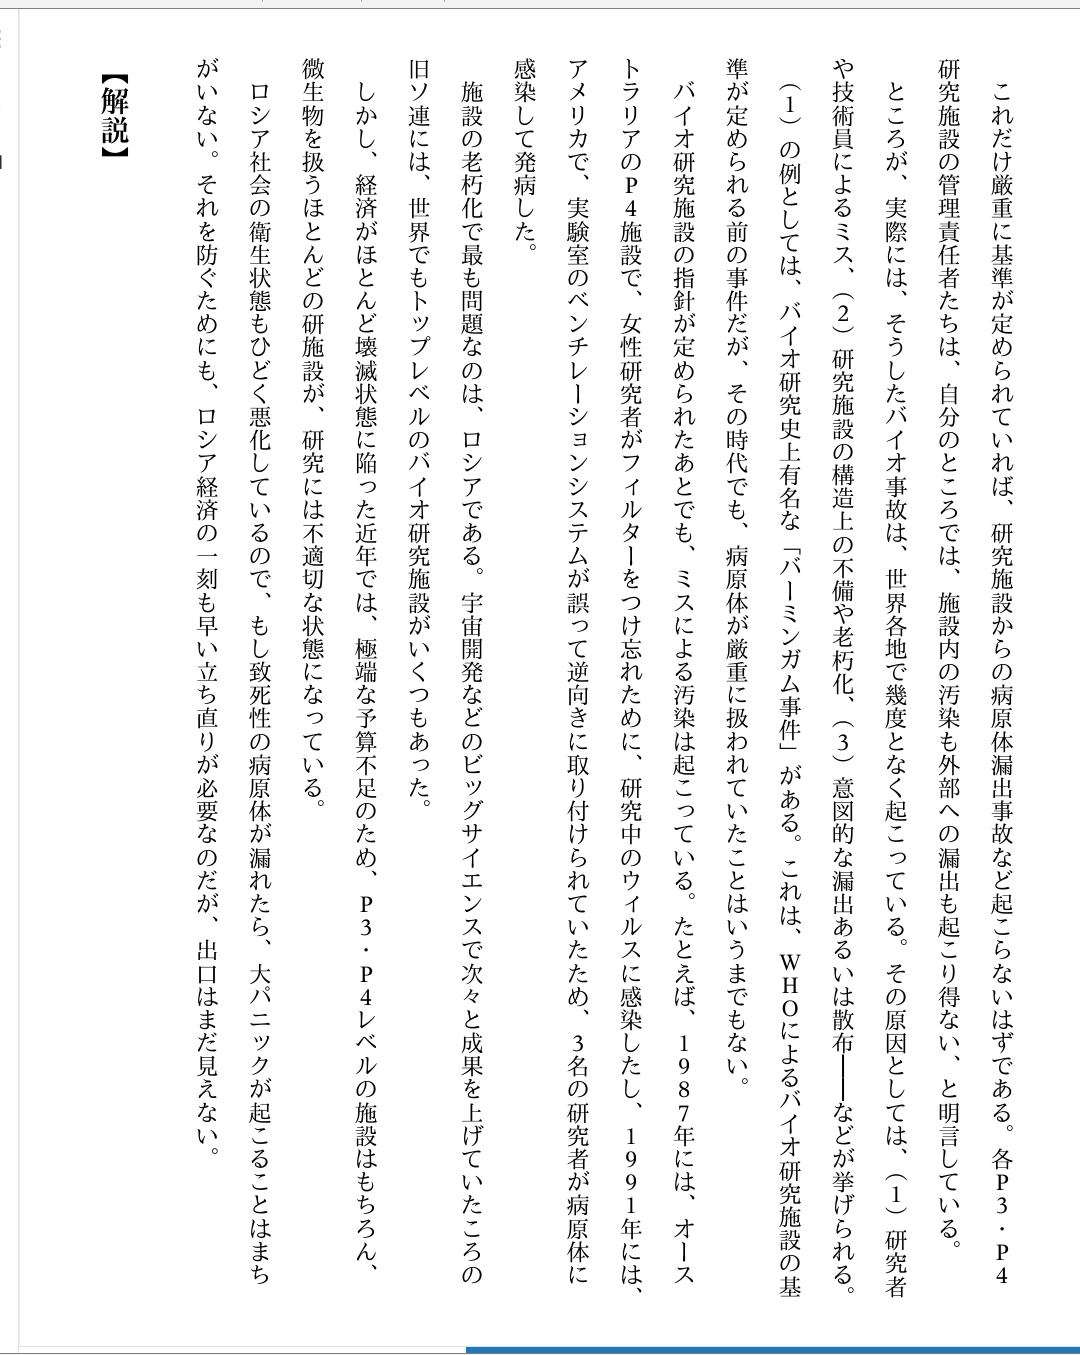 これだけ厳重に基準が定められていれば、研究施設からの病原体漏出事故など起こらないはずである。各P3・P4
研究施設の管理責任者たちは、自分のところでは、施設内の汚染も外部への漏出も起こり得ない、と明言している。
ところが、実際には、そうしたバイオ事故は、世界各地で幾度となく起こっている。その原因としては、（1）研究者
や技術員によるミス、（2）研究施設の構造上の不備や老朽化、（3）意図的な漏出あるいは散布――などが挙げられる。
（1）の例としては、バイオ研究史上有名な「バーミンガム事件」がある。これは、WHOによるバイオ研究施設の基
準が定められる前の事件だが、その時代でも、病原体が厳重に扱われていたことはいうまでもない。
バイオ研究施設の指針が定められたあとでも、ミスによる汚染は起こっている。たとえば、1987年には、オース
トラリアのP4施設で、女性研究者がフィルターをつけ忘れたために、研究中のウィルスに感染したし、1991年には、
アメリカで、実験室のベンチレーションシステムが誤って逆向きに取り付けられていたため、3名の研究者が病原体に
感染して発病した。
施設の老朽化で最も問題なのは、ロシアである。宇宙開発などのビッグサイエンスで次々と成果を上げていたころの
旧ソ連には、世界でもトップレベルのバイオ研究施設がいくつもあった。
しかし、経済がほとんど壊滅状態に陥った近年では、極端な予算不足のため、P3・P4レベルの施設はもちろん、
微生物を扱うほとんどの研施設が、研究には不適切な状態になっている。
ロシア社会の衛生状態もひどく悪化しているので、もし致死性の病原体が漏れたら、大パニックが起こることはまち
がいない。それを防ぐためにも、ロシア経済の一刻も早い立ち直りが必要なのだが、出口はまだ見えない。
【解説】